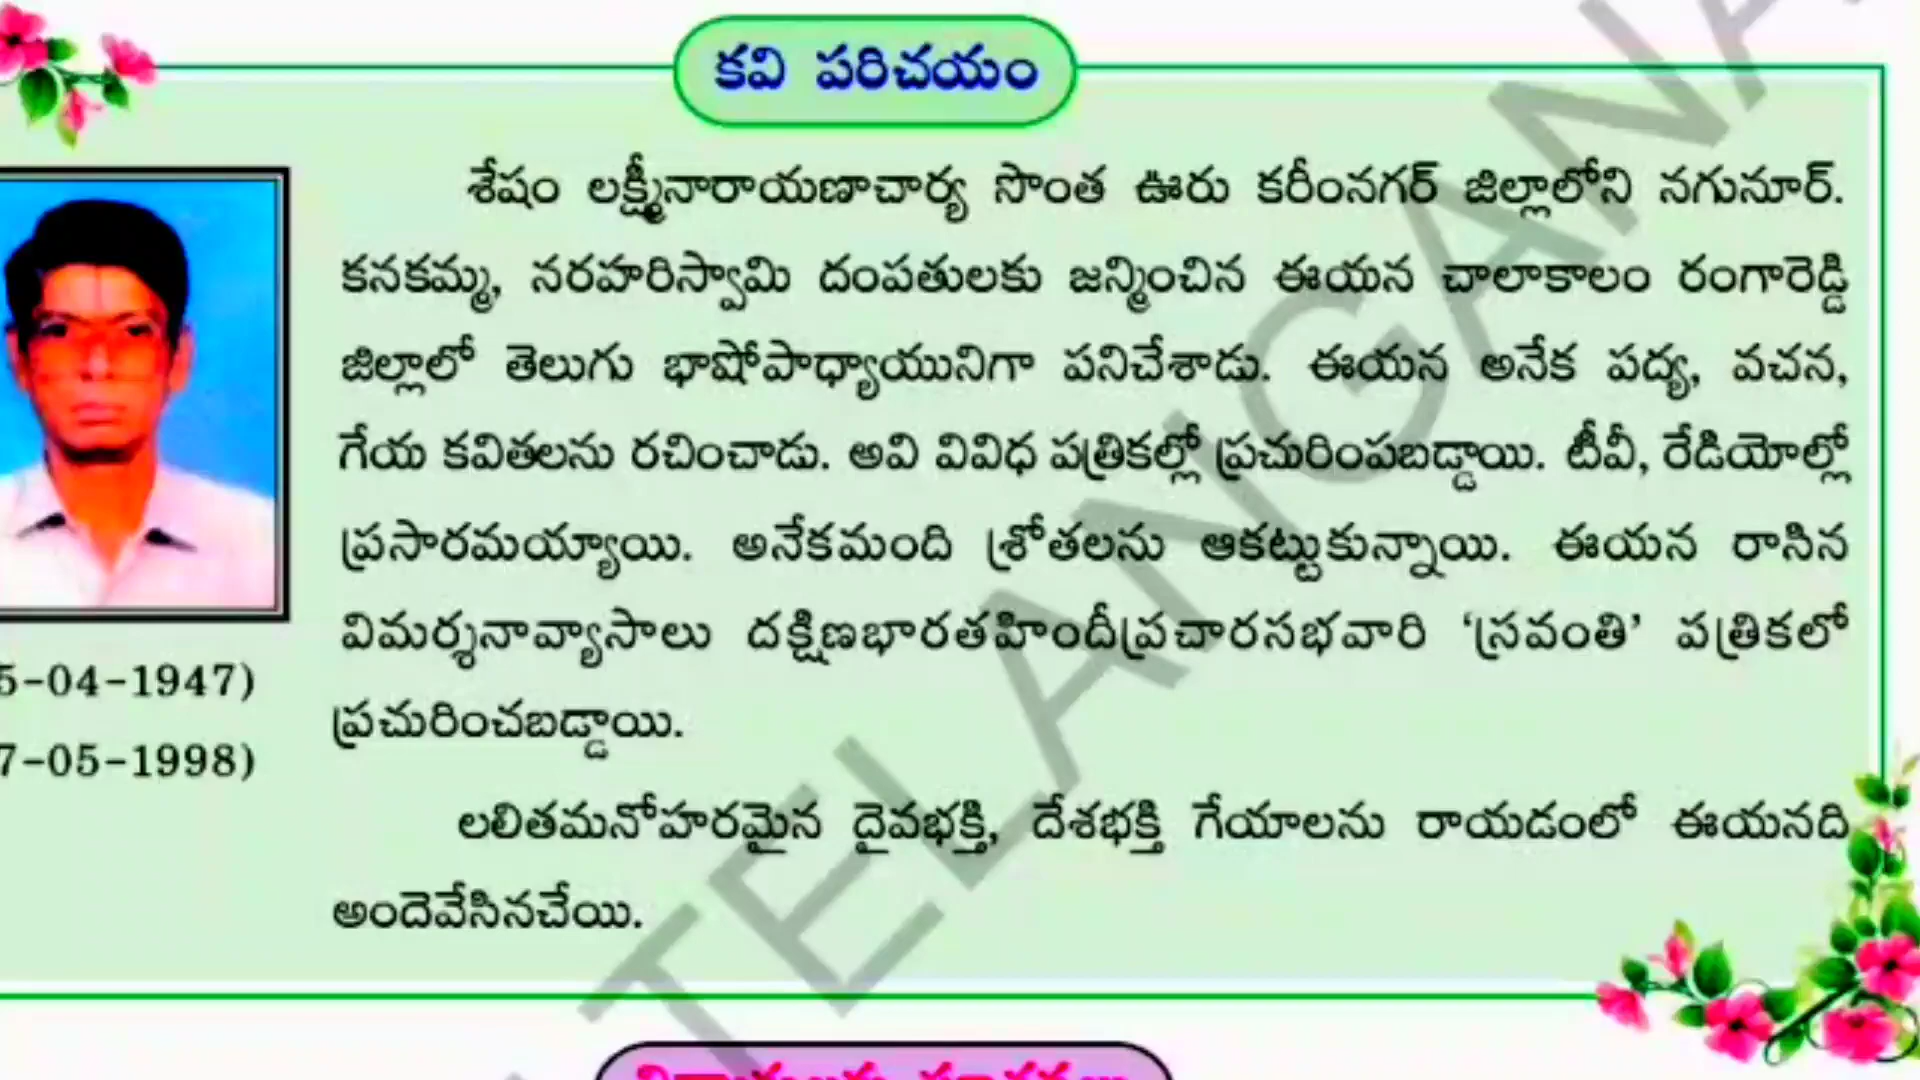 కవి పరిచయం
శేషం లక్ష్మీనారాయణాచార్య సొంత ఊరు కరీంనగర్ జిల్లాలోని నగునూర్.
కనకమ్మ, నరహరిస్వామి దంపతులకు జన్మించిన ఈయన చాలాకాలం రంగారెడ్డి
జిల్లాలో తెలుగు భాషోపాధ్యాయునిగా పనిచేశాడు. ఈయన అనేక పద్య, వచన,
గేయ కవితలను రచించాడు. అవి వివిధ పత్రికల్లో ప్రచురింపబడ్డాయి. టీవీ, రేడియోల్లో
ప్రసారమయ్యాయి. అనేకమంది శ్రోతలను ఆకట్టుకున్నాయి. ఈయన రాసిన
విమర్శనావ్యాసాలు దక్షిణభారతహిందీప్రచారసభవారి ‘స్రవంతి’ పత్రికలో
ప్రచురించబడ్డాయి.
లలితమనోహరమైన దైవభక్తి, దేశభక్తి గేయాలను రాయడంలో ఈయనది
అందెవేసినచేయి.
5-04-1947)
7-05-1998)
TELANGANA